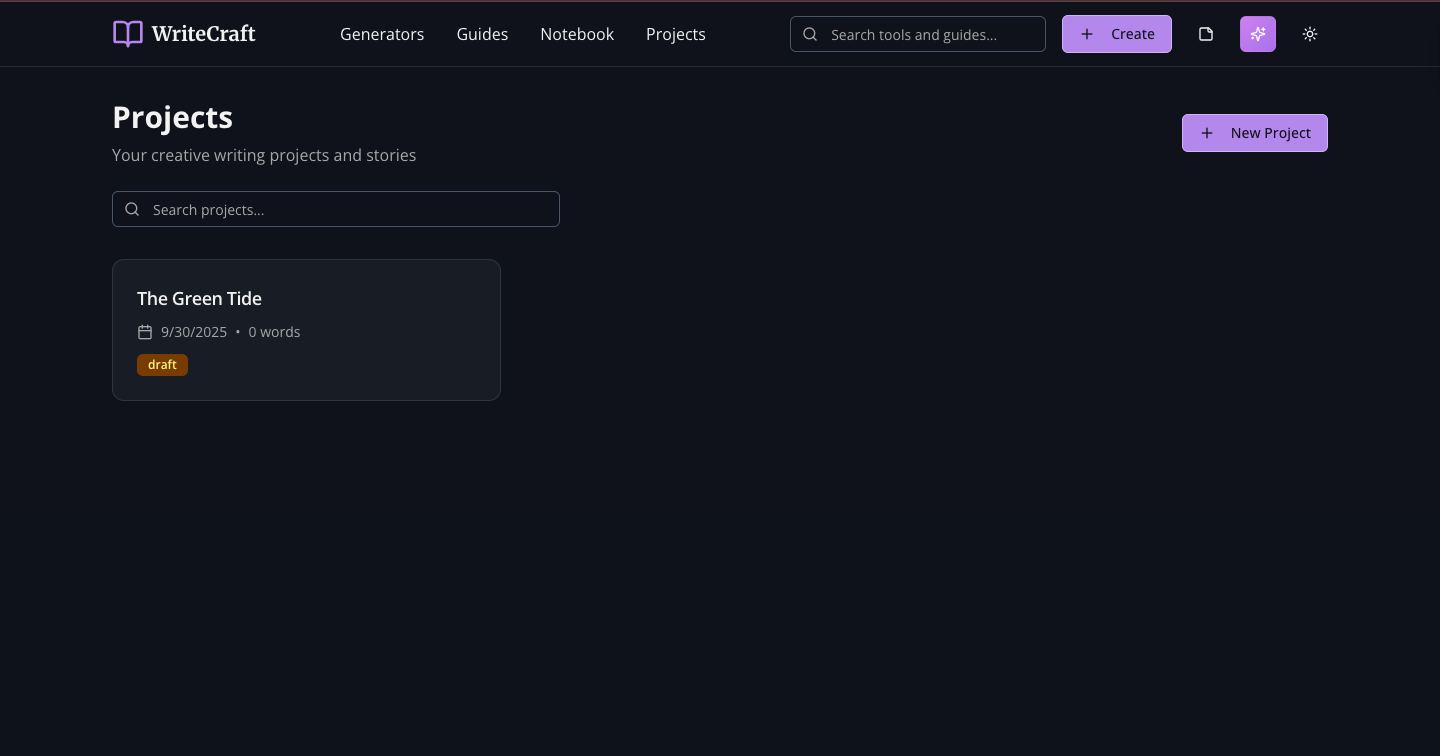 WriteCraft
Generators
Guides
Notebook
Projects
Search tools and guides...
Create
Projects
Your creative writing projects and stories
New Project
Search projects...
The Green Tide
9/30/2025 • 0 words
draft